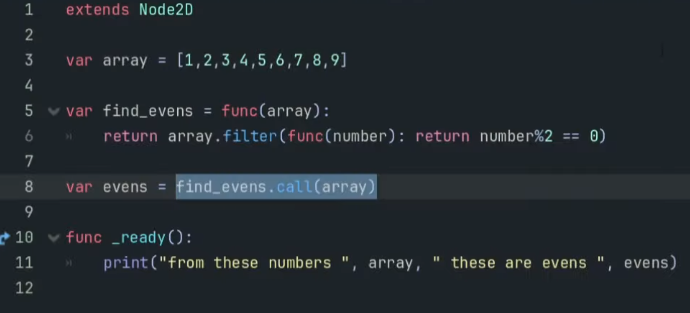 1 extends Node2D
2
3 var array = [1,2,3,4,5,6,7,8,9]
4
5 var find_evens = func(array):
6 return array.filter(func(number): return number%2 == 0)
7
8 var evens = find_evens.call(array)
9
10 func _ready():
11 print("from these numbers ", array, " these are evens ", evens)
12